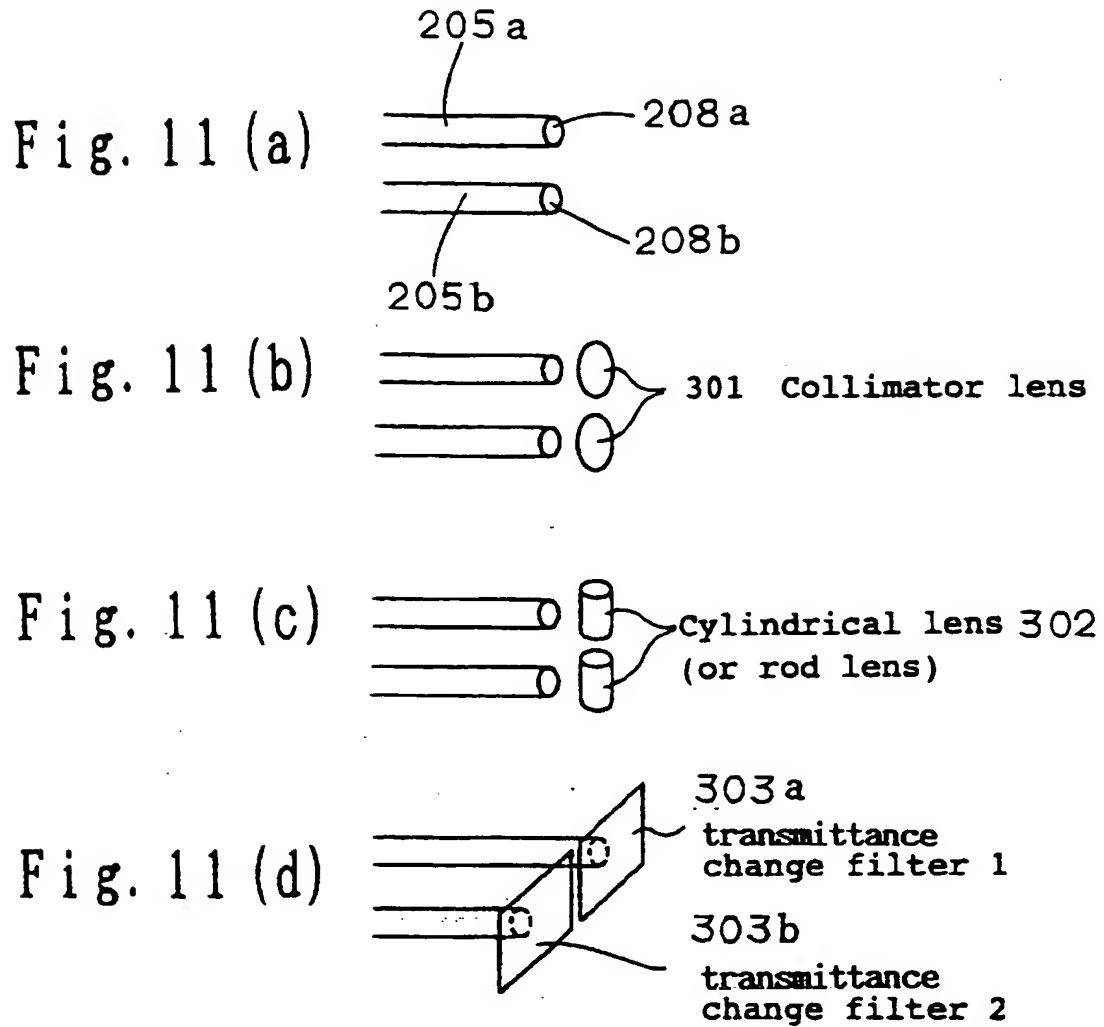 205a
Fig. 11 (a)
208a
208b
205b
Fig. 11 (b)
301 Collimator lens
Fig. 11 (c)
Cylindrical lens 302
(or rod lens)
303a
transmittance
change filter 1
Fig. 11 (d)
303b
transmittance
change filter 2